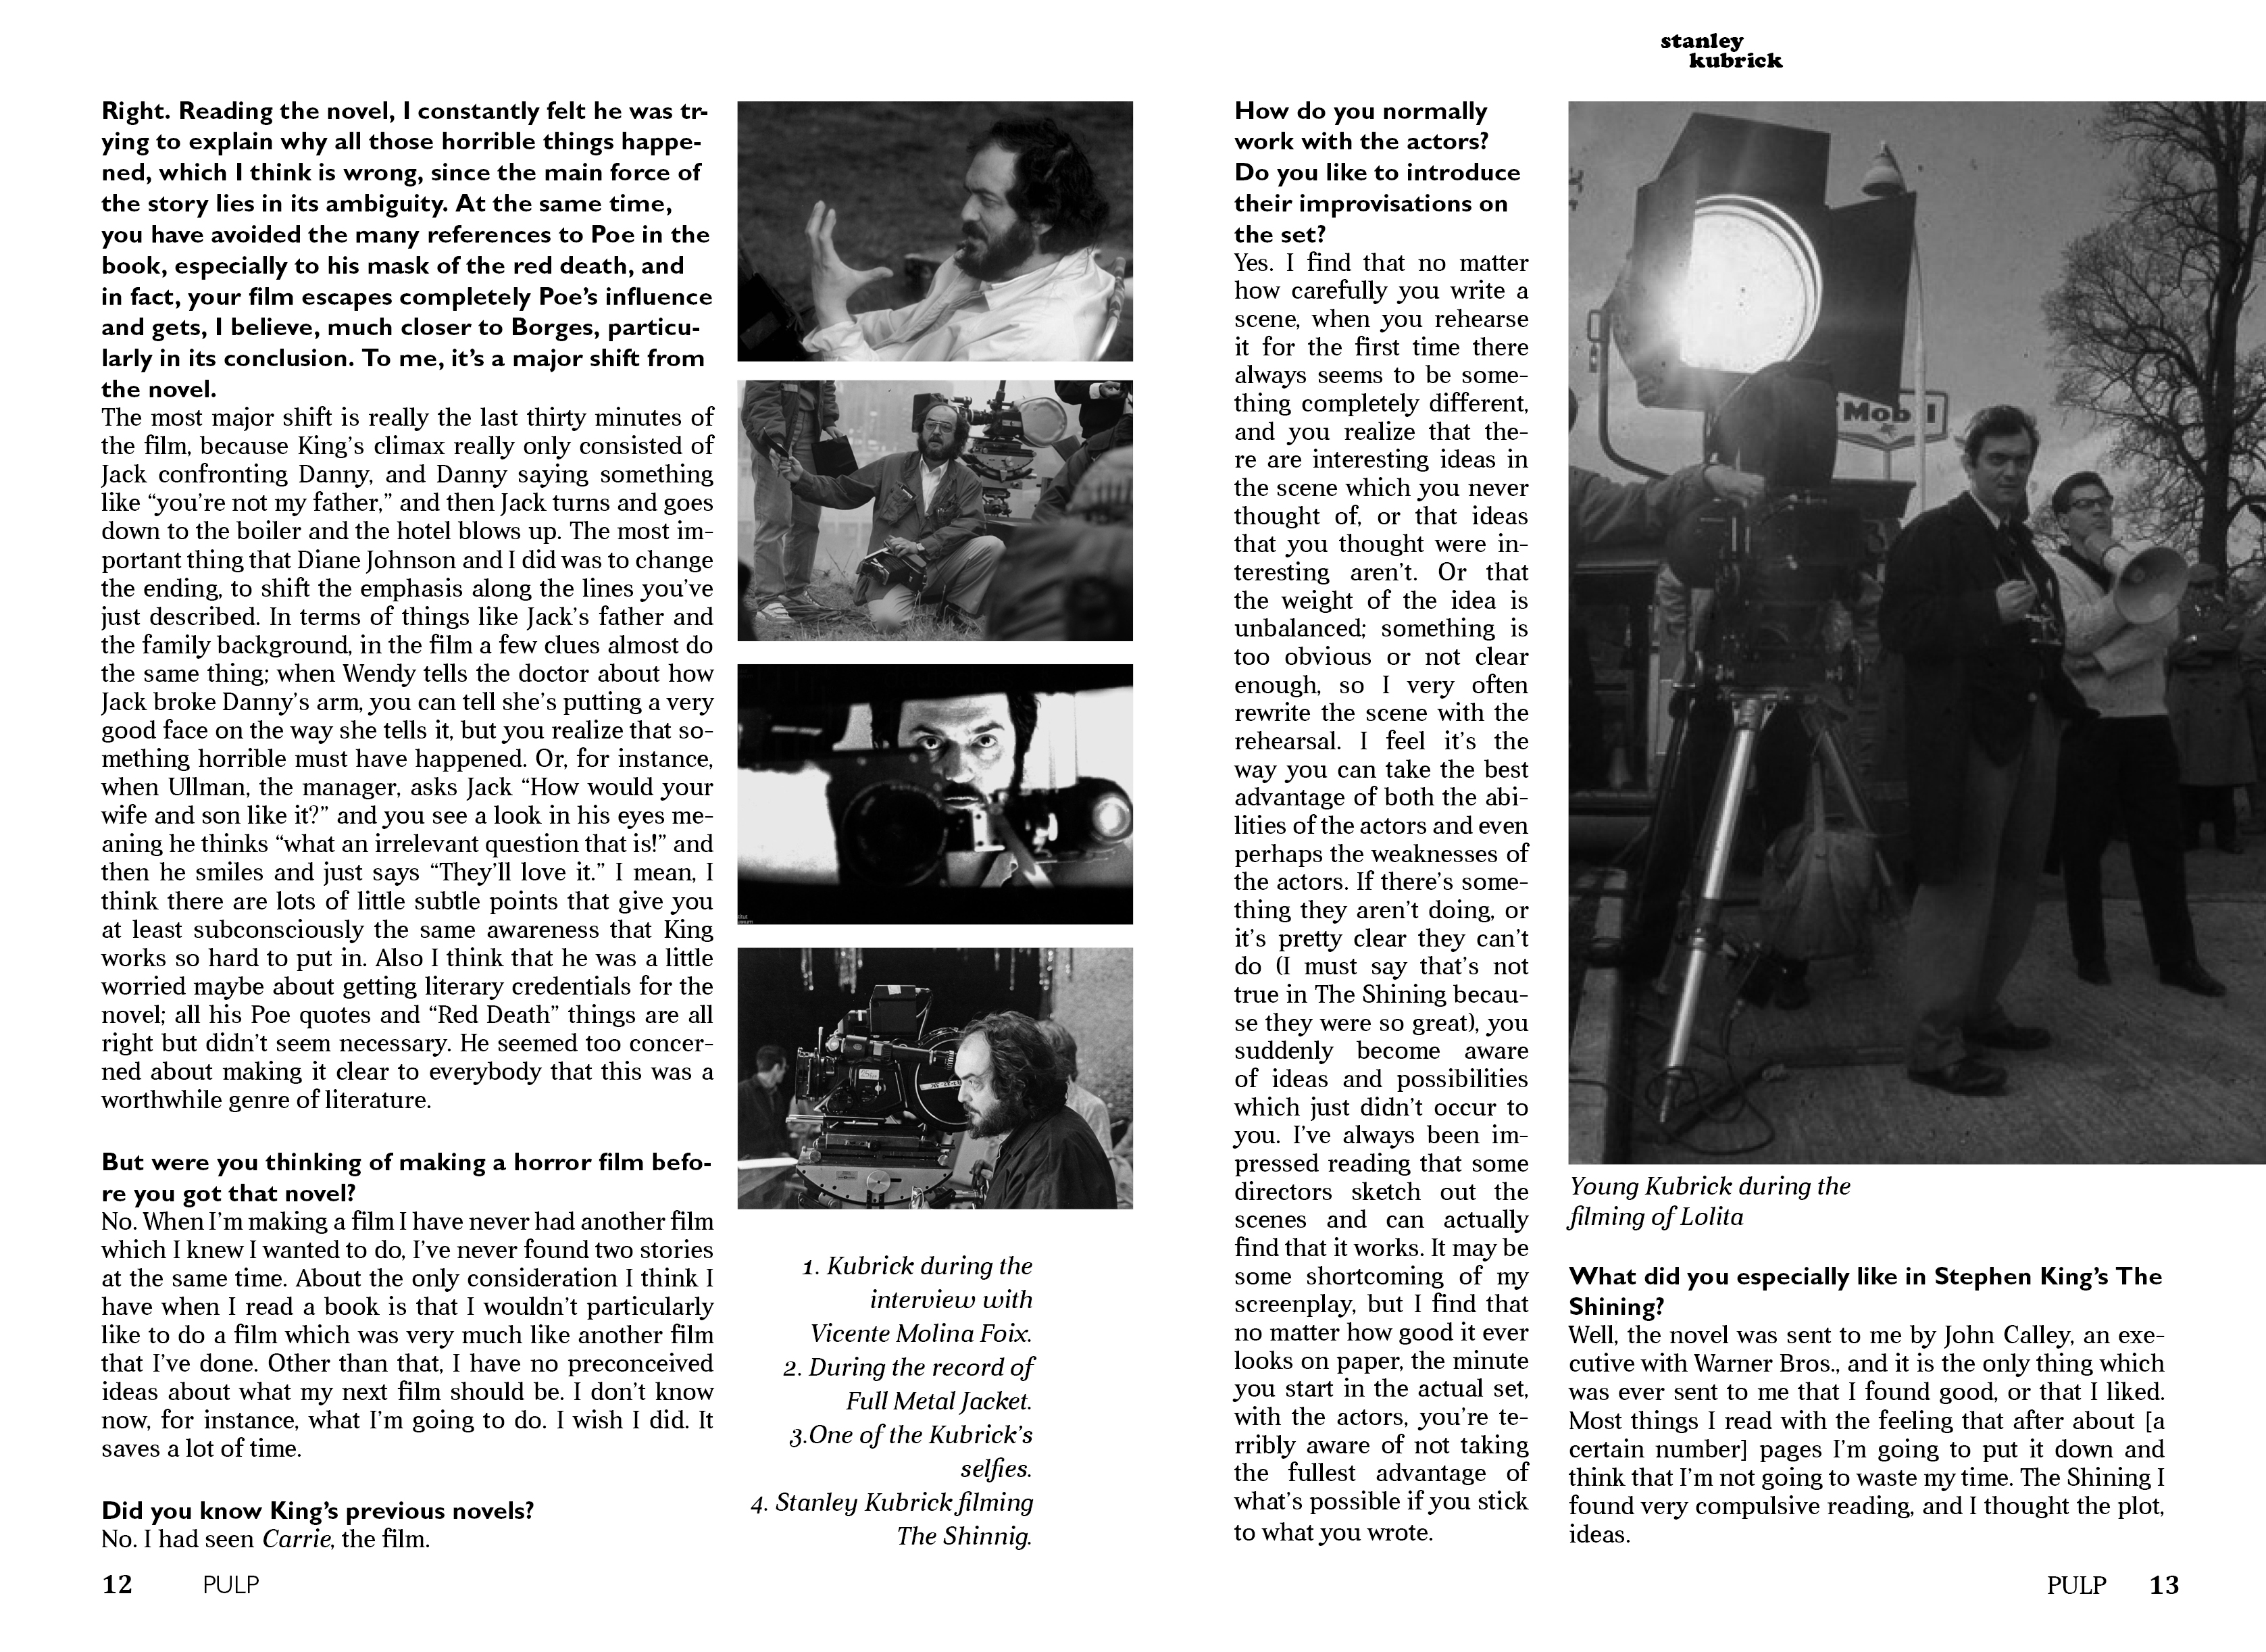 stanley
kubrick
Right. Reading the novel, I constantly felt he was tr-
ying to explain why all those horrible things happe-
ned, which I think is wrong, since the main force of
the story lies in its ambiguity. At the same time,
you have avoided the many references to Poe in the
book, especially to his mask of the red death, and
in fact, your film escapes completely Poe’s influence
and gets, I believe, much closer to Borges, particu-
larly in its conclusion. To me, it’s a major shift from
the novel.
The most major shift is really the last thirty minutes of
the film, because King’s climax really only consisted of
Jack confronting Danny, and Danny saying something
like “you’re not my father,” and then Jack turns and goes
down to the boiler and the hotel blows up. The most im-
portant thing that Diane Johnson and I did was to change
the ending, to shift the emphasis along the lines you’ve
just described. In terms of things like Jack’s father and
the family background, in the film a few clues almost do
the same thing; when Wendy tells the doctor about how
Jack broke Danny’s arm, you can tell she’s putting a very
good face on the way she tells it, but you realize that so-
mething horrible must have happened. Or, for instance,
when Ullman, the manager, asks Jack “How would your
wife and son like it?” and you see a look in his eyes me-
aning he thinks “what an irrelevant question that is!” and
then he smiles and just says “They’ll love it.” I mean, I
think there are lots of little subtle points that give you
at least subconsciously the same awareness that King
works so hard to put in. Also I think that he was a little
worried maybe about getting literary credentials for the
novel; all his Poe quotes and “Red Death” things are all
right but didn’t seem necessary. He seemed too concer-
ned about making it clear to everybody that this was a
worthwhile genre of literature.
But were you thinking of making a horror film befo-
re you got that novel?
No. When I’m making a film I have never had another film
which I knew I wanted to do, I’ve never found two stories
at the same time. About the only consideration I think I
have when I read a book is that I wouldn’t particularly
like to do a film which was very much like another film
that I’ve done. Other than that, I have no preconceived
ideas about what my next film should be. I don’t know
now, for instance, what I’m going to do. I wish I did. It
saves a lot of time.
Did you know King’s previous novels?
No. I had seen Carrie, the film.
1. Kubrick during the
interview with
Vicente Molina Foix.
2. During the record of
Full Metal Jacket.
3.One of the Kubrick’s
selfies.
4. Stanley Kubrick filming
The Shinnig.
12 PULP
How do you normally
work with the actors?
Do you like to introduce
their improvisations on
the set?
Yes. I find that no matter
how carefully you write a
scene, when you rehearse
it for the first time there
always seems to be some-
thing completely different,
and you realize that the-
re are interesting ideas in
the scene which you never
thought of, or that ideas
that you thought were in-
teresting aren’t. Or that
the weight of the idea is
unbalanced; something is
too obvious or not clear
enough, so I very often
rewrite the scene with the
rehearsal. I feel it’s the
way you can take the best
advantage of both the abi-
lities of the actors and even
perhaps the weaknesses of
the actors. If there’s some-
thing they aren’t doing, or
it’s pretty clear they can’t
do (I must say that’s not
true in The Shining becau-
se they were so great), you
suddenly become aware
of ideas and possibilities
which just didn’t occur to
you. I’ve always been im-
pressed reading that some
directors sketch out the
scenes and can actually
find that it works. It may be
some shortcoming of my
screenplay, but I find that
no matter how good it ever
looks on paper, the minute
you start in the actual set,
with the actors, you’re te-
rribly aware of not taking
the fullest advantage of
what’s possible if you stick
to what you wrote.
Mobil
Young Kubrick during the
filming of Lolita
What did you especially like in Stephen King’s The
Shining?
Well, the novel was sent to me by John Calley, an exe-
cutive with Warner Bros., and it is the only thing which
was ever sent to me that I found good, or that I liked.
Most things I read with the feeling that after about [a
certain number] pages I’m going to put it down and
think that I’m not going to waste my time. The Shining I
found very compulsive reading, and I thought the plot,
ideas.
PULP 13